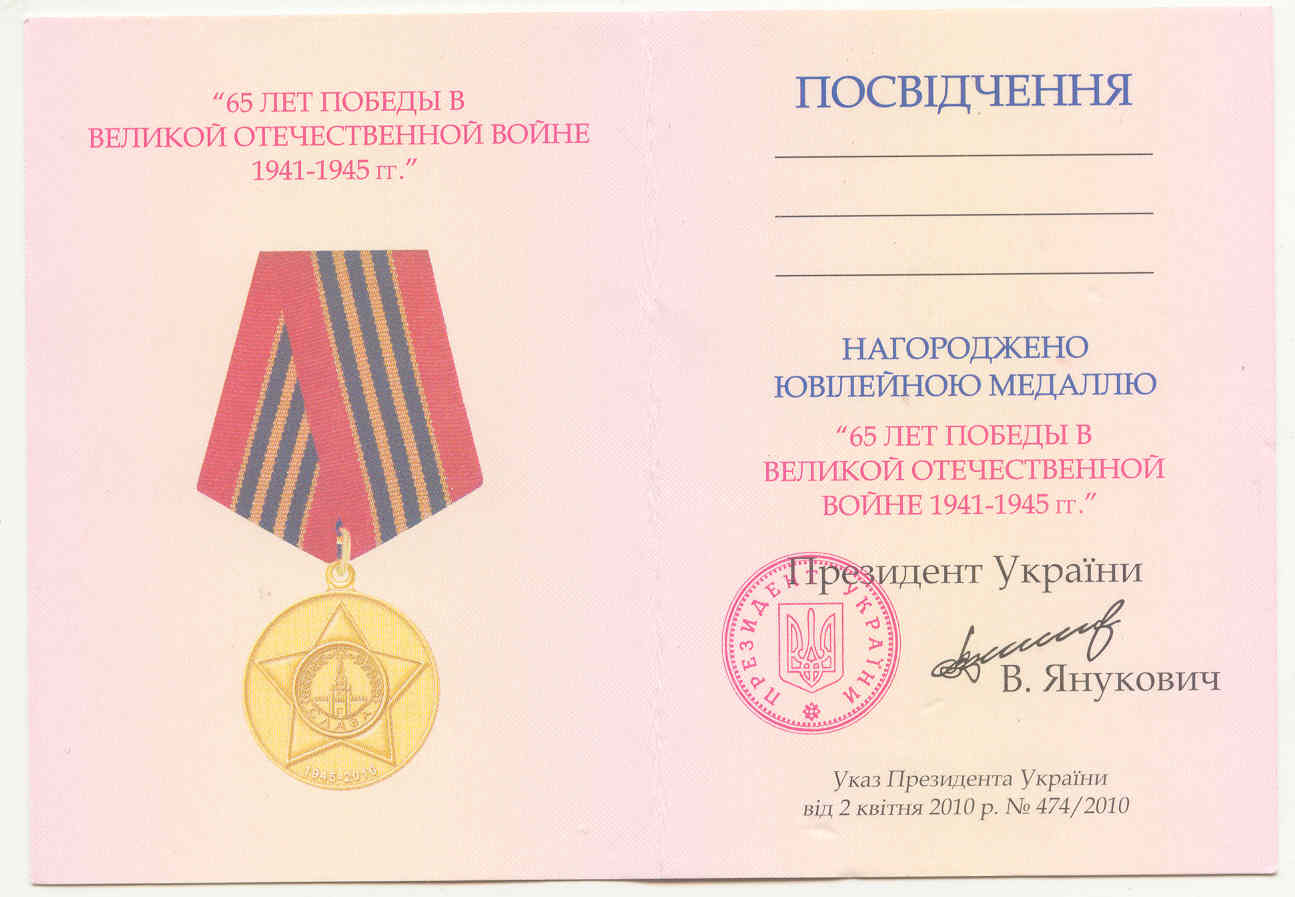 “65 ЛЕТ ПОБЕДЫ В
ВЕЛИКОЙ ОТЕЧЕСТВЕННОЙ ВОЙНЕ
1941-1945 гг.”
СЛАВА
1945-2010
ПОСВІДЧЕННЯ
НАГОРОДЖЕНО
ЮВІЛЕЙНОЮ МЕДАЛЛЮ
“65 ЛЕТ ПОБЕДЫ В
ВЕЛИКОЙ ОТЕЧЕСТВЕННОЙ
ВОЙНЕ 1941-1945 гг.”
Президент України
ПРЕЗИДЕНТ УКРАЇНИ
В. Янукович
Указ Президента України
від 2 квітня 2010 р. № 474/2010